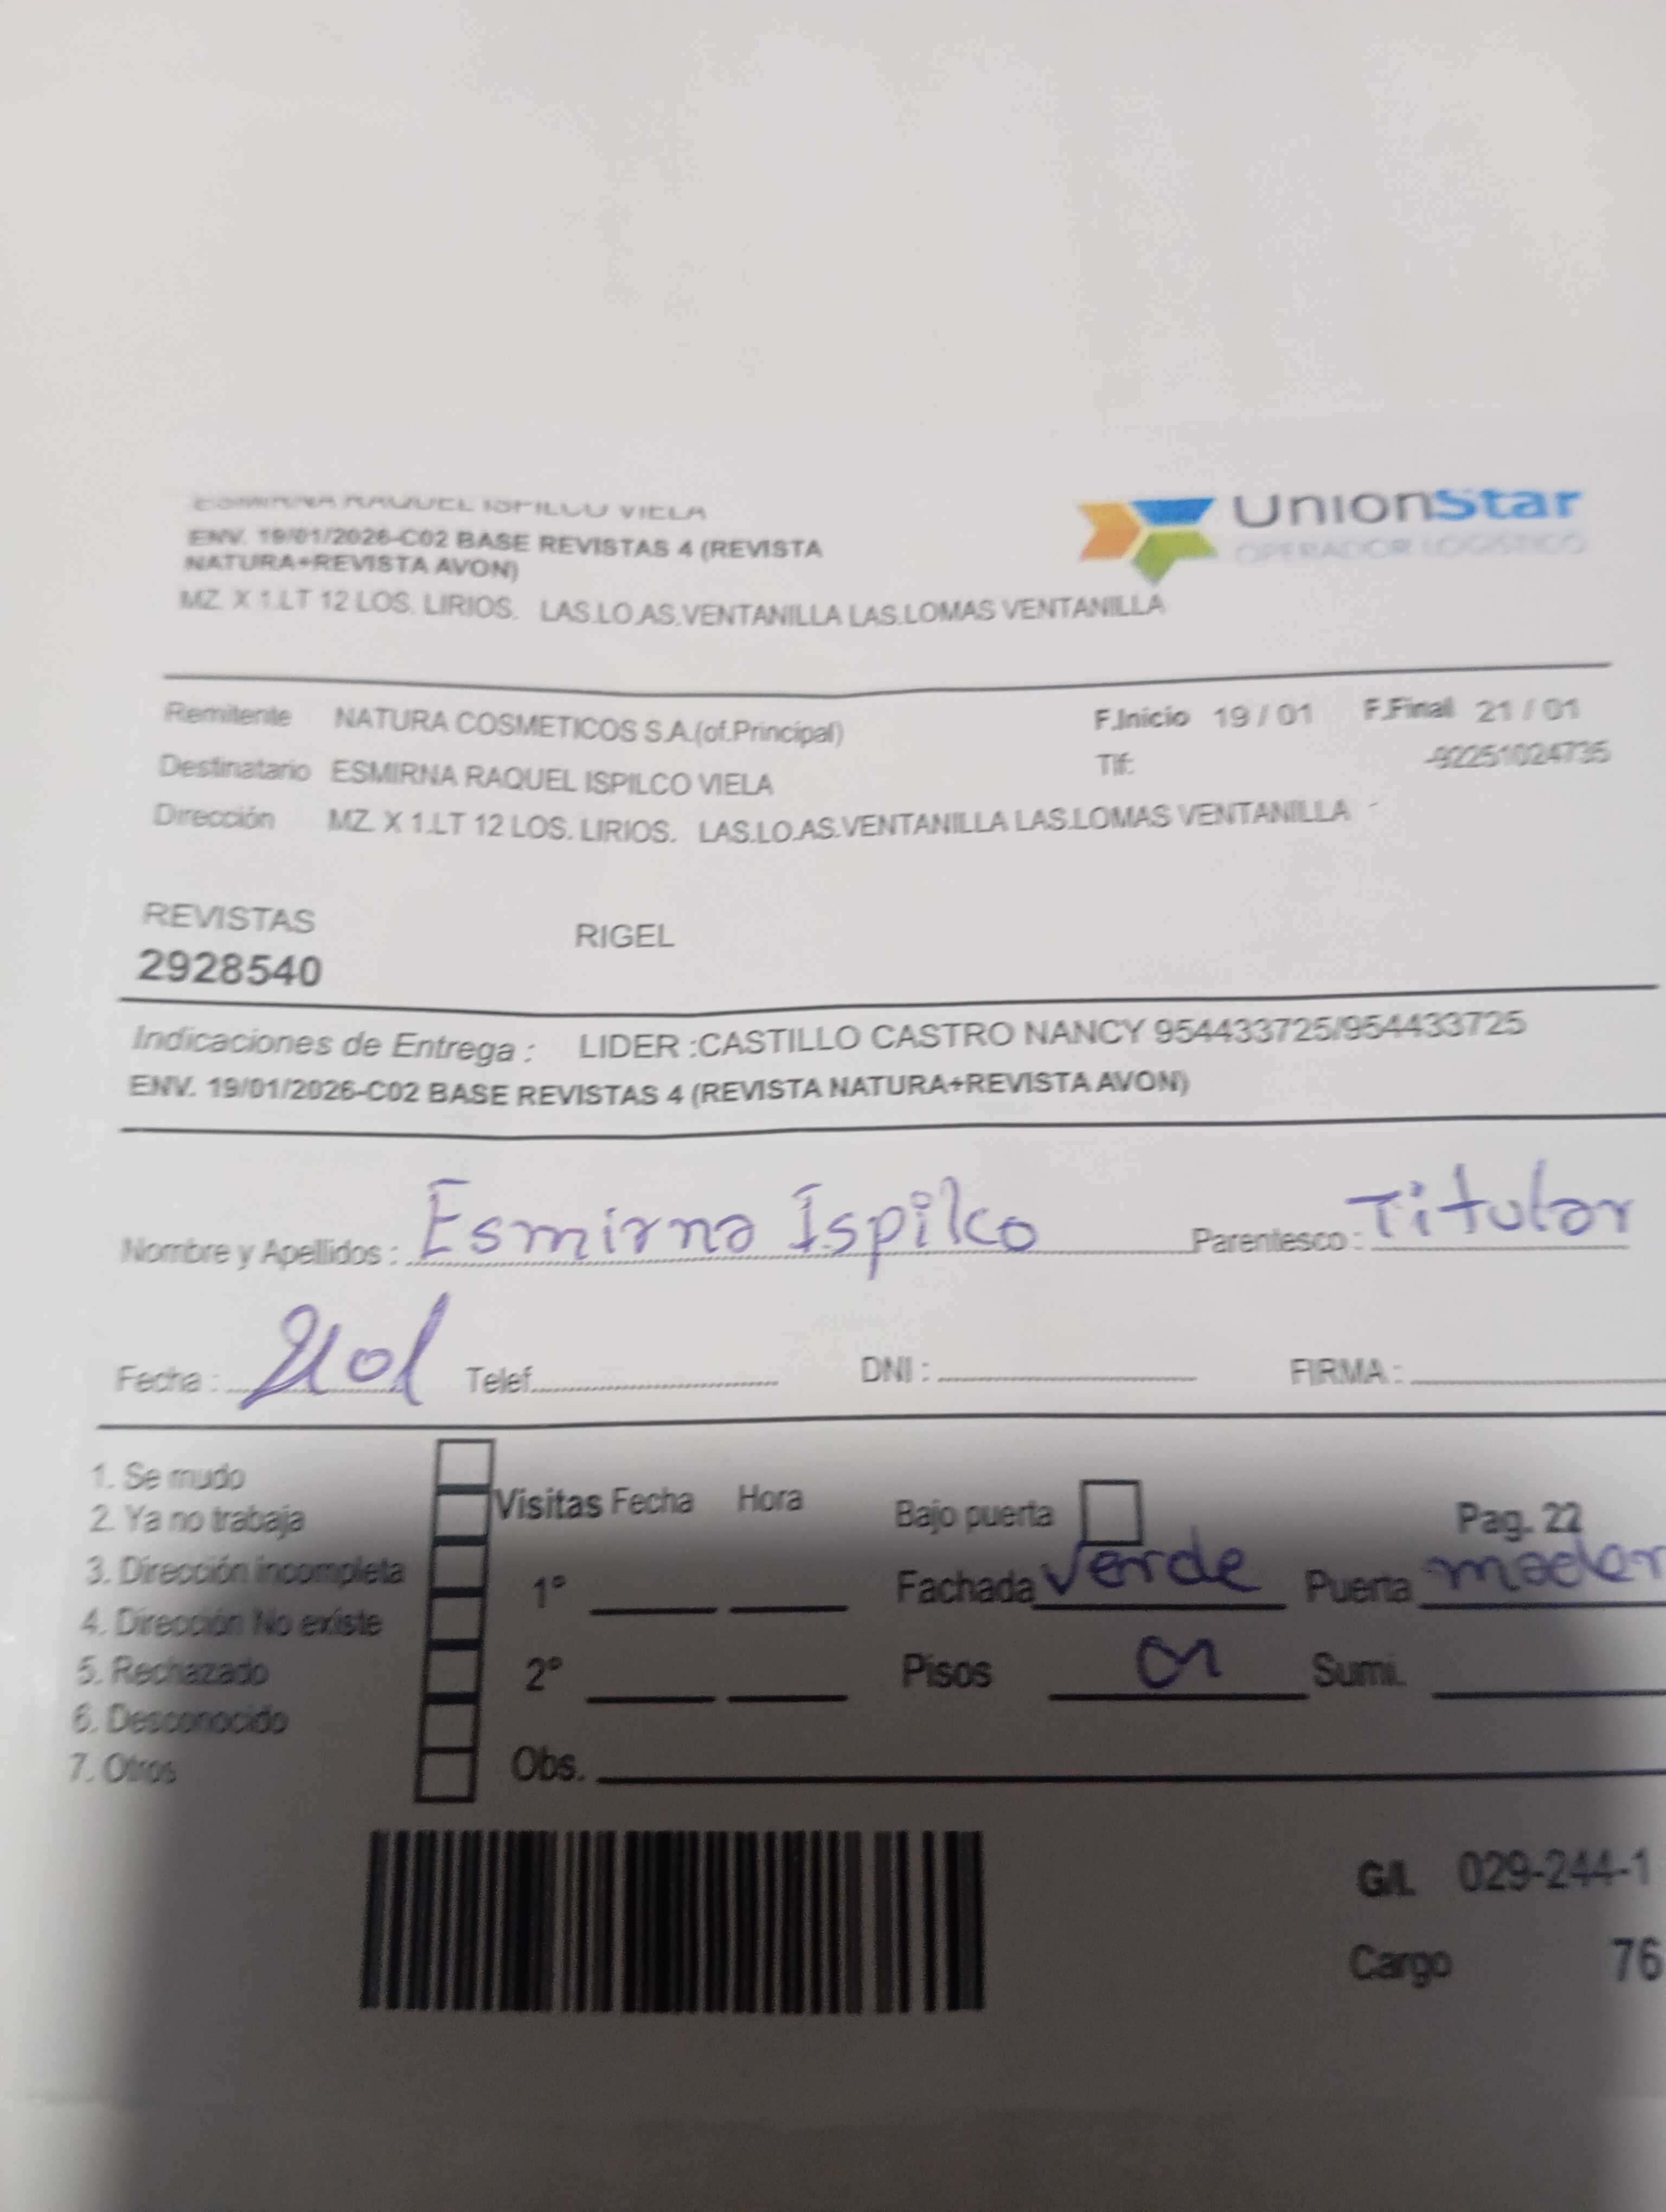 ESMIRNA RAQUEL ISPILCO VIELA
UnionStar
OPERADOR LOGISTICO
ENV. 19/01/2026-C02 BASE REVISTAS 4 (REVISTA
NATURA+REVISTA AVON)
MZ. X 1.LT 12 LOS. LIRIOS. LAS.LO.AS.VENTANILLA LAS.LOMAS VENTANILLA
Remitente NATURA COSMETICOS S.A.(of.Principal) F.Inicio 19 / 01 F.Final 21 / 01
Destinatario ESMIRNA RAQUEL ISPILCO VIELA Tlf: -92251024735
Dirección MZ. X 1.LT 12 LOS. LIRIOS. LAS.LO.AS.VENTANILLA LAS.LOMAS VENTANILLA -
REVISTAS RIGEL
2928540
Indicaciones de Entrega : LIDER :CASTILLO CASTRO NANCY 954433725/954433725
ENV. 19/01/2026-C02 BASE REVISTAS 4 (REVISTA NATURA+REVISTA AVON)
Nombre y Apellidos : Esmirna Ispilco Parentesco : Titular
Fecha : Telef. DNI : FIRMA :
1. Se mudo
2. Ya no trabaja
3. Dirección incompleta
4. Dirección No existe
5. Rechazado
6. Desconocido
7. Otros
Visitas Fecha Hora Bajo puerta Pag. 22
1° Fachada verde Puerta mader
2° Pisos 01 Sumi.
Obs.
G/L 029-244-1
Cargo 76